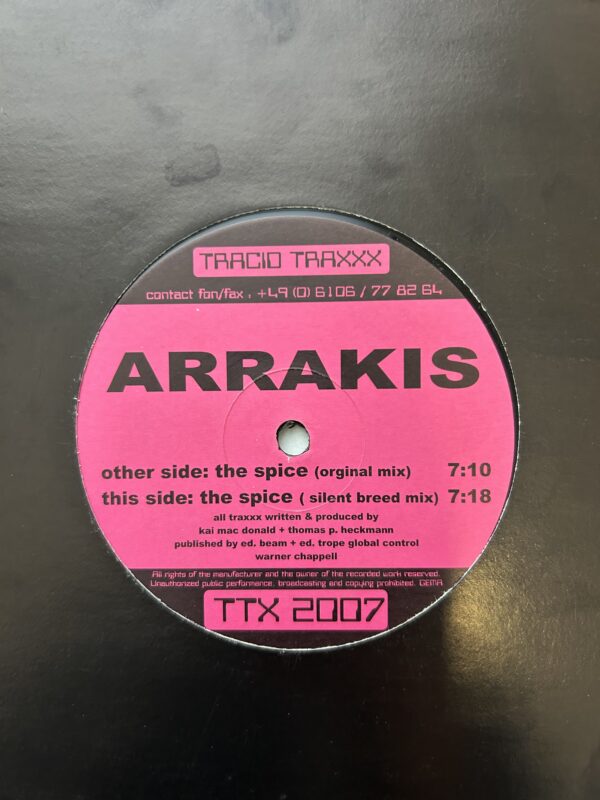 TRACID TRAXXX
contact fon/fax : +49 (0) 6106 / 77 82 64
ARRAKIS
other side: the spice (orginal mix) 7:10
this side: the spice ( silent breed mix) 7:18
all traxxx written & produced by
kai mac donald + thomas p. heckmann
published by ed. beam + ed. trope global control
warner chappell
All rights of the manufacturer and the owner of the recorded work reserved.
Unauthorized public performance, broadcasting and copying prohibited. GEMA
TTX 2007